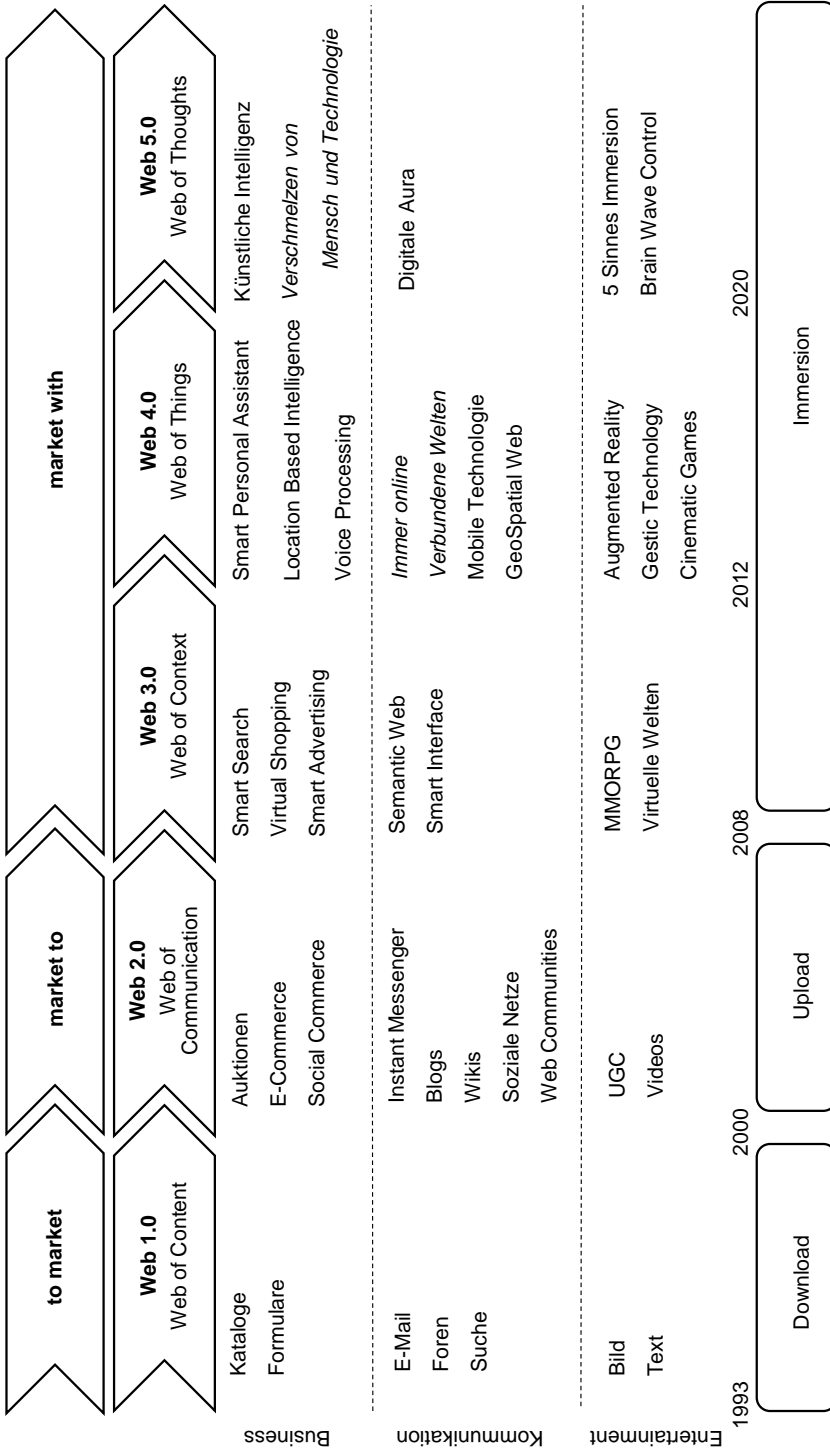 to market
market to
market with
Web 1.0
Web of Content
Web 2.0
Web of
Communication
Web 3.0
Web of Context
Web 4.0
Web of Things
Web 5.0
Web of Thoughts
Business
Kataloge
Formulare
Auktionen
E-Commerce
Social Commerce
Smart Search
Virtual Shopping
Smart Advertising
Smart Personal Assistant
Location Based Intelligence
Voice Processing
Künstliche Intelligenz
Verschmelzen von
Mensch und Technologie
Kommunikation
E-Mail
Foren
Suche
Instant Messenger
Blogs
Wikis
Soziale Netze
Web Communities
Semantic Web
Smart Interface
Immer online
Verbundene Welten
Mobile Technologie
GeoSpatial Web
Digitale Aura
Entertainment
Bild
Text
UGC
Videos
MMORPG
Virtuelle Welten
Augmented Reality
Gestic Technology
Cinematic Games
5 Sinnes Immersion
Brain Wave Control
1993
2000
2008
2012
2020
Download
Upload
Immersion